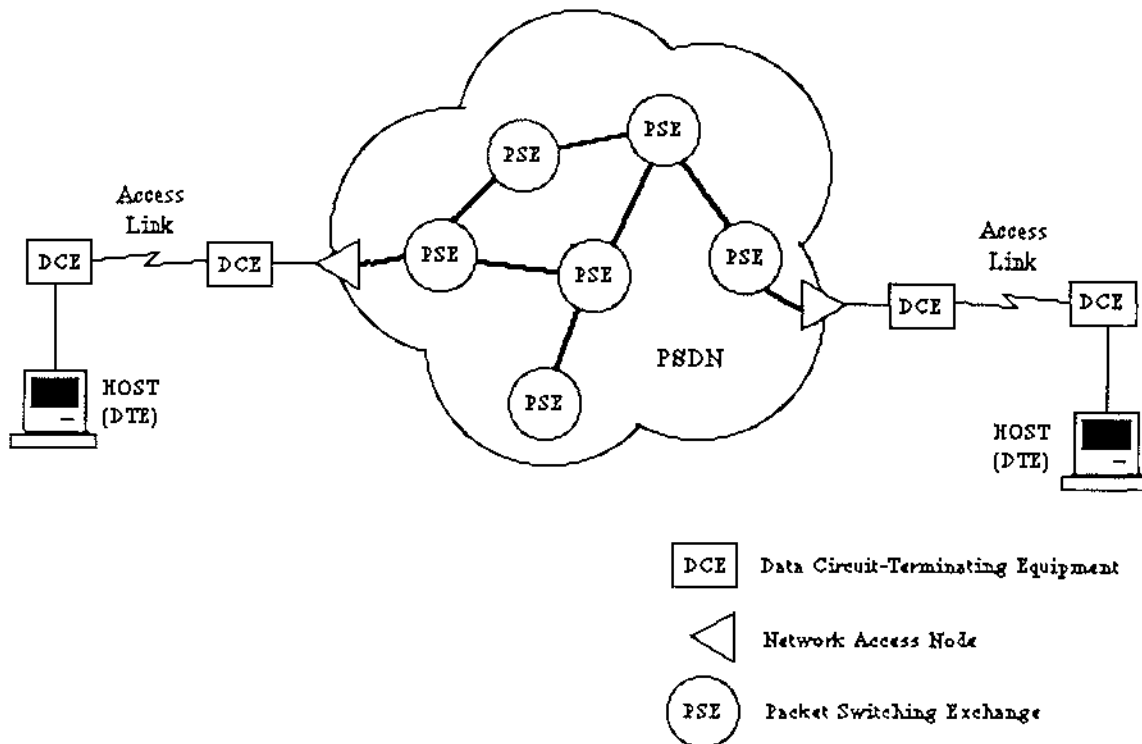 PSE
PSE
Access
Link
DCE
DCE
PSE
PSE
PSE
Access
Link
DCE
DCE
PSDN
HOST
(DTE)
PSE
HOST
(DTE)
DCE Data Circuit-Terminating Equipment
Network Access Node
PSE Packet Switching Exchange